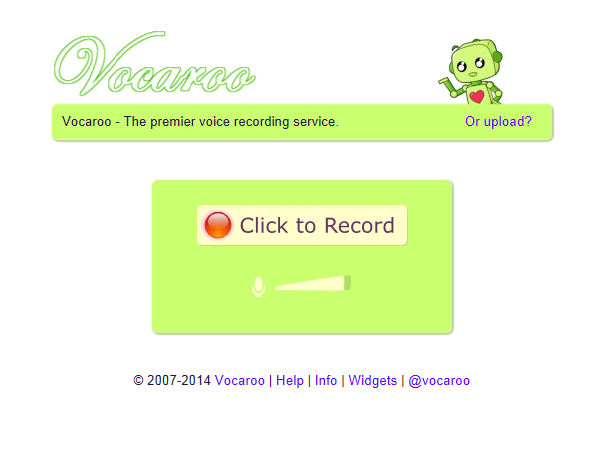 Vocaroo
Vocaroo - The premier voice recording service.
Or upload?
Click to Record
© 2007-2014 Vocaroo | Help | Info | Widgets | @vocaroo